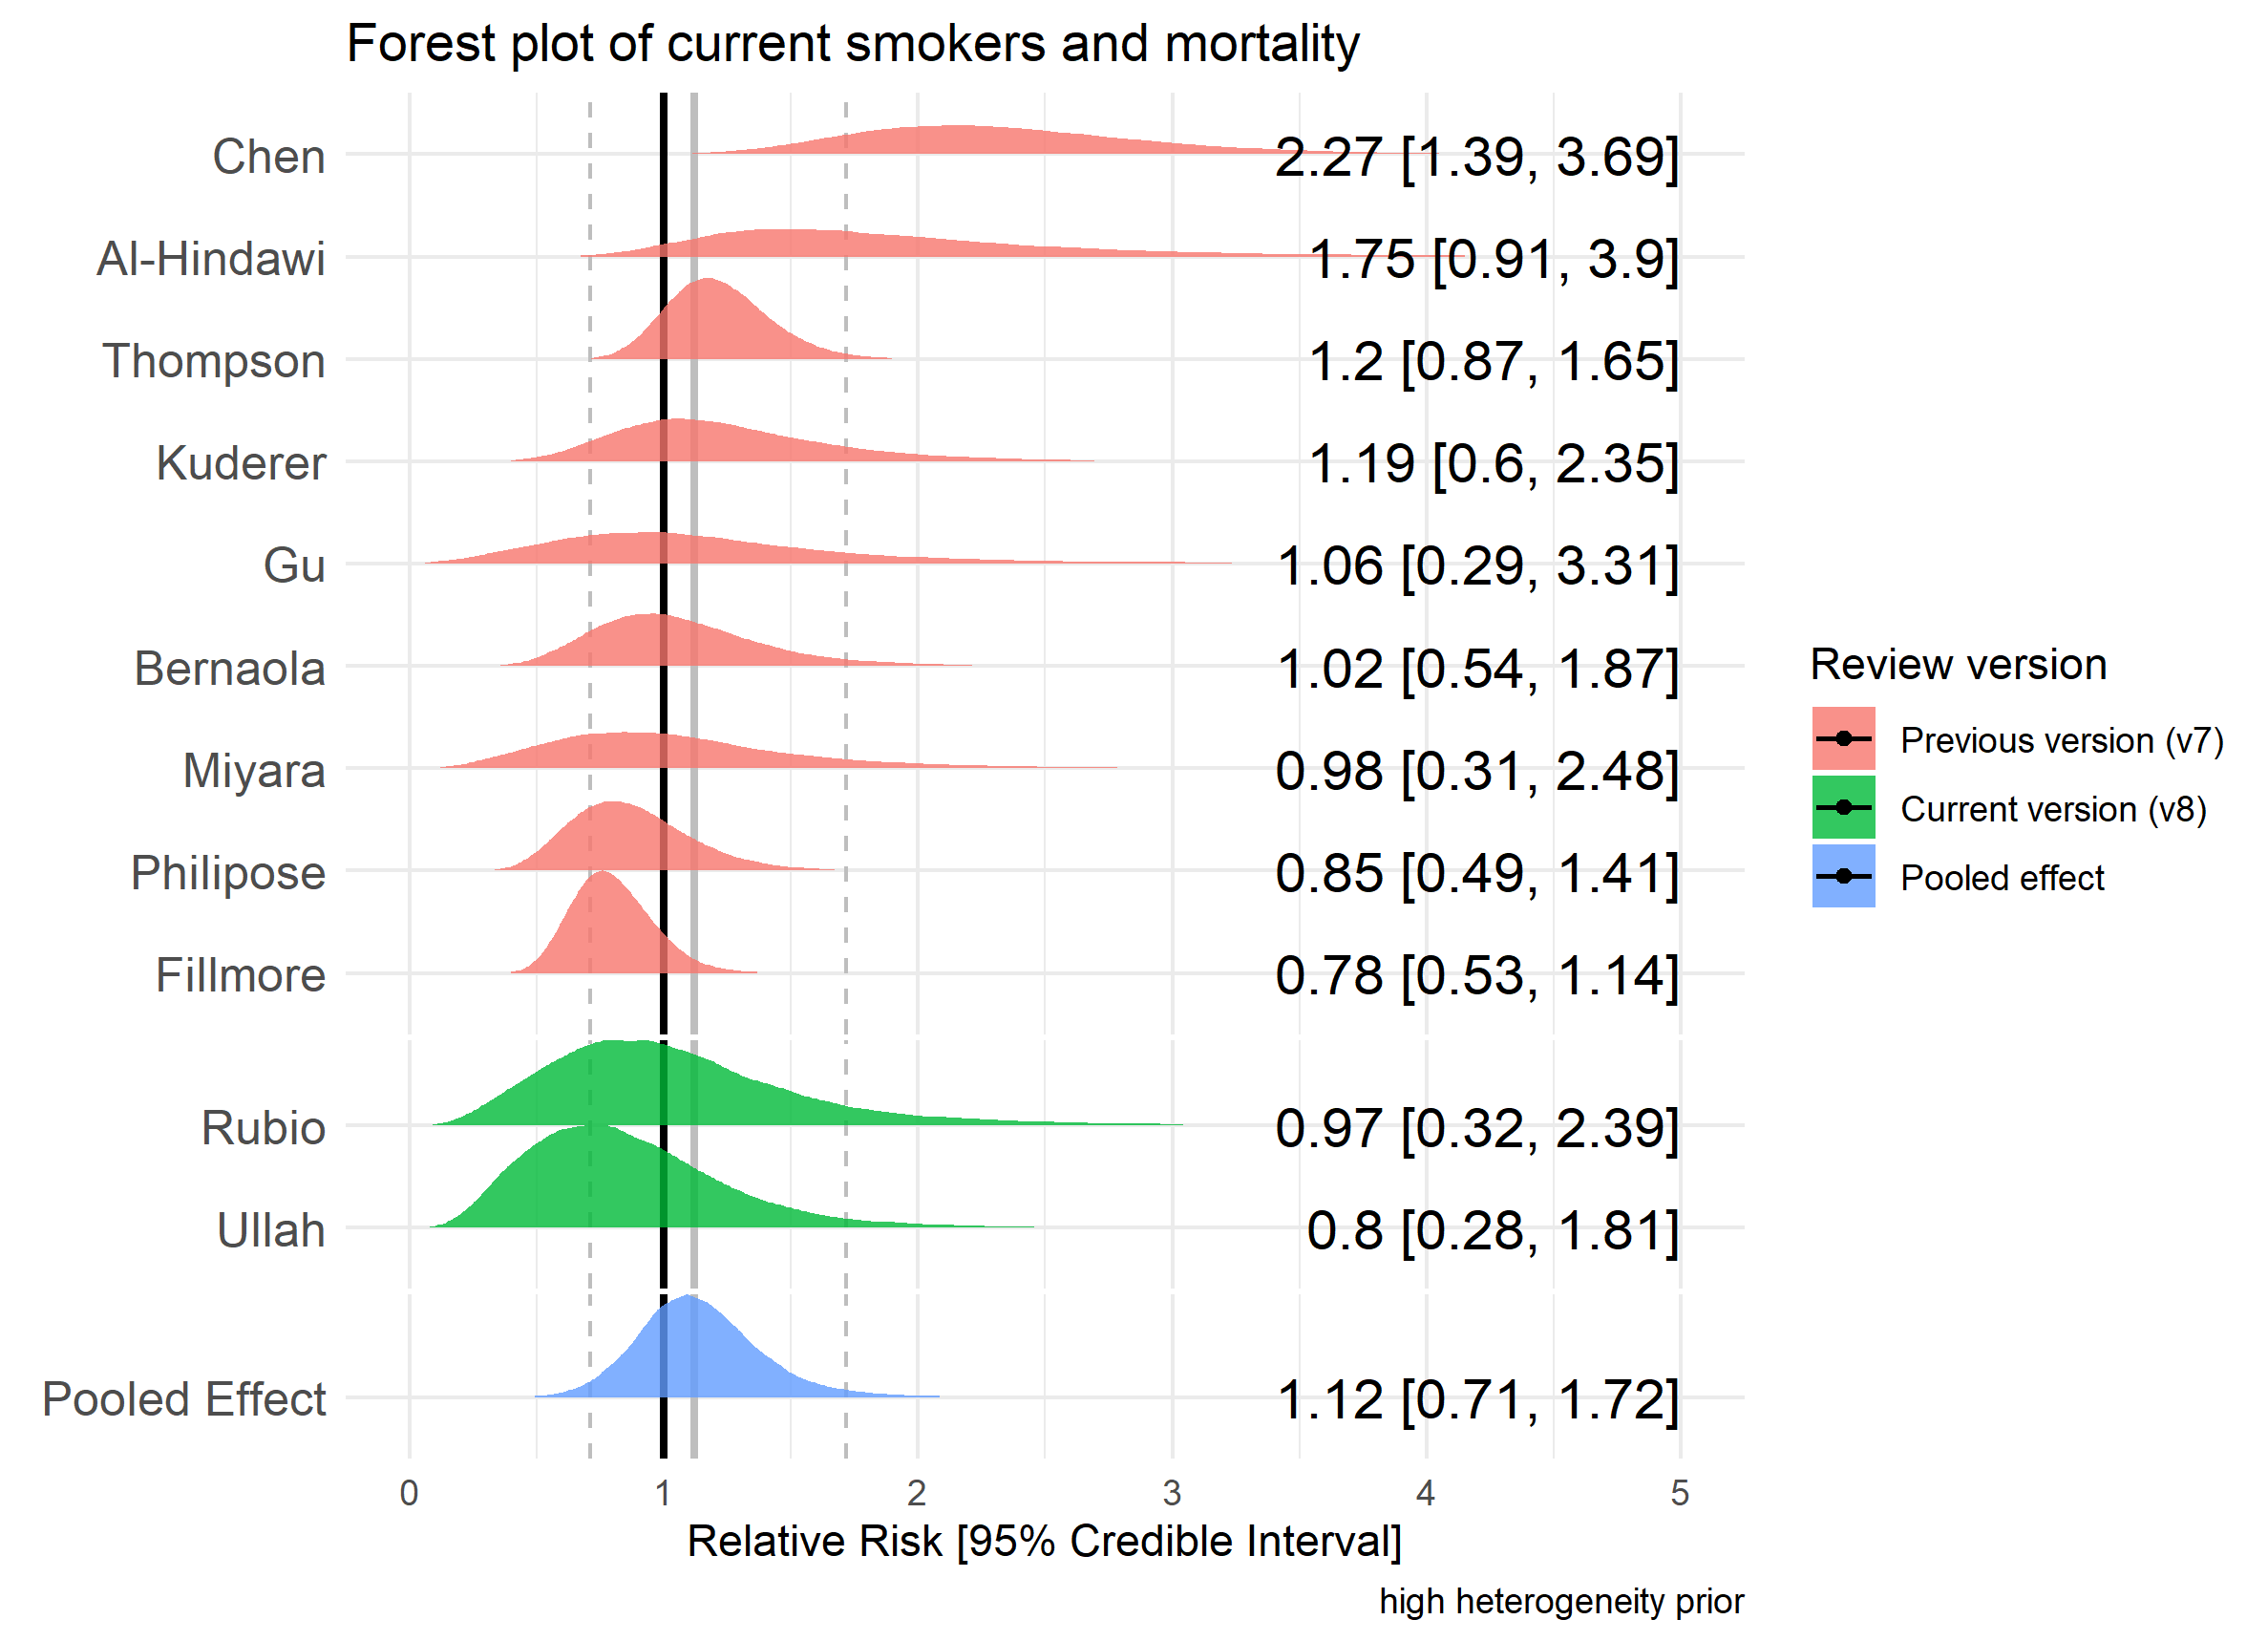 Forest plot of current smokers and mortality
Chen 2.27 [1.39, 3.69]
Al-Hindawi 1.75 [0.91, 3.9]
Thompson 1.2 [0.87, 1.65]
Kuderer 1.19 [0.6, 2.35]
Gu 1.06 [0.29, 3.31]
Bernaola 1.02 [0.54, 1.87]
Miyara 0.98 [0.31, 2.48]
Philipose 0.85 [0.49, 1.41]
Fillmore 0.78 [0.53, 1.14]
Rubio 0.97 [0.32, 2.39]
Ullah 0.8 [0.28, 1.81]
Pooled Effect 1.12 [0.71, 1.72]
0 1 2 3 4 5
Relative Risk [95% Credible Interval]
high heterogeneity prior
Review version
Previous version (v7)
Current version (v8)
Pooled effect